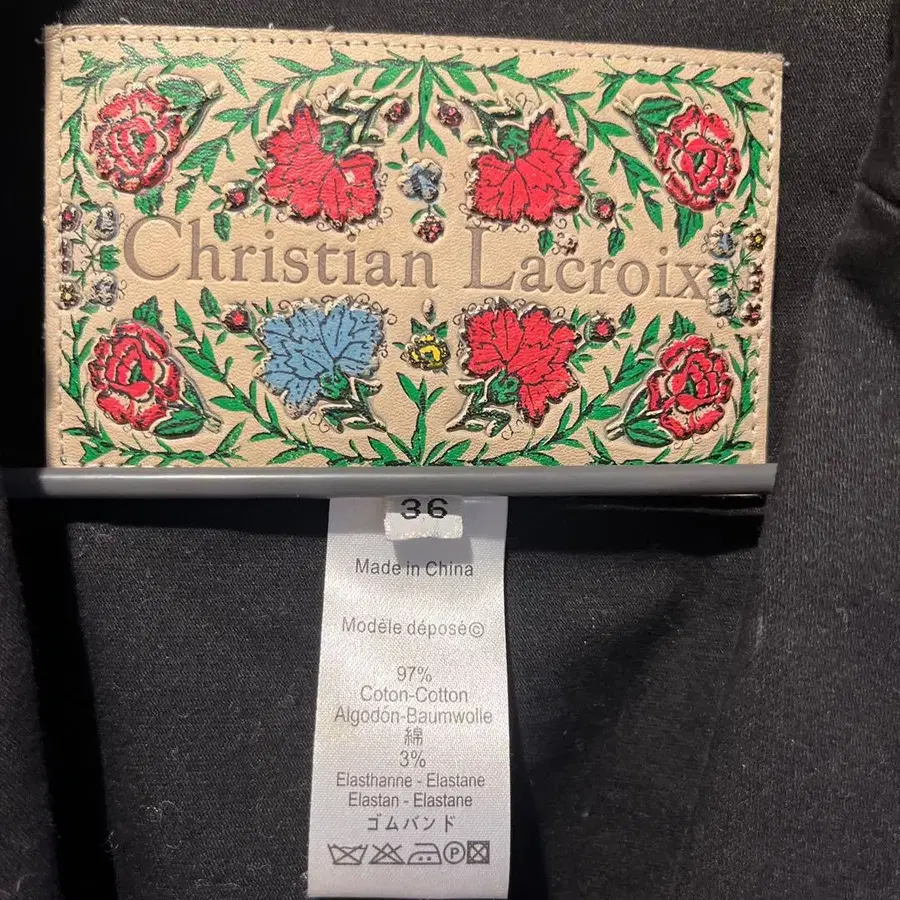 Christian Lacroix
36
Made in China
Modèle déposé©
97%
Coton-Cotton
Algodón-Baumwolle
綿
3%
Elasthanne - Elastane
Elastan - Elastane
ゴムバンド
P